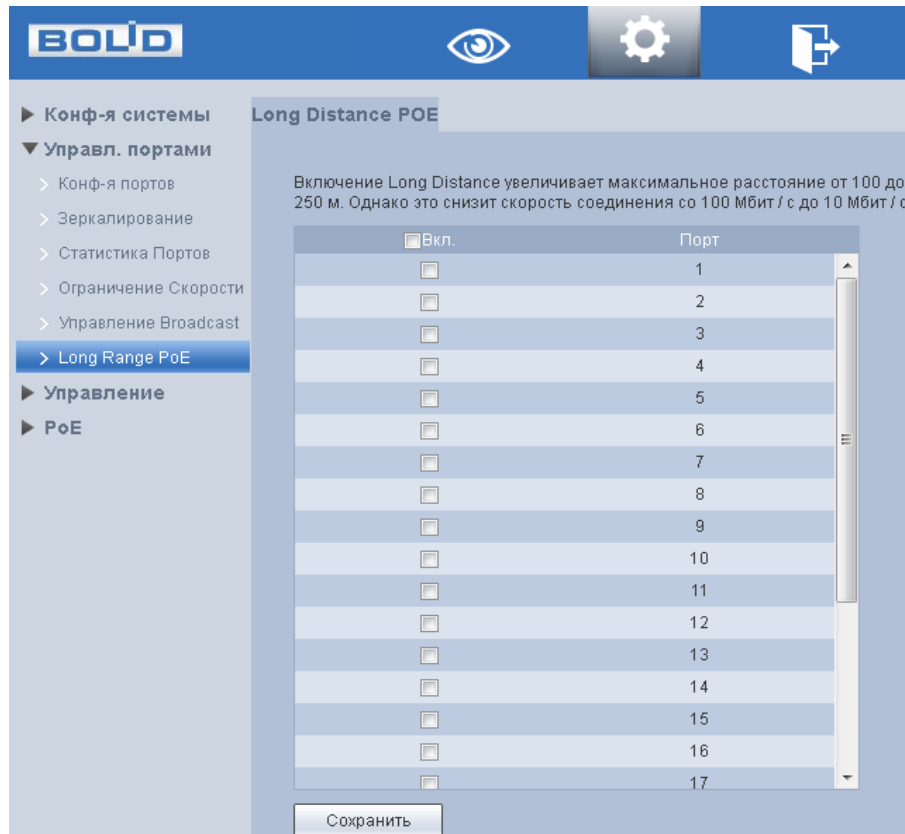 BOLID
Конф-я системы
Управл. портами
Конф-я портов
Зеркалирование
Статистика Портов
Ограничение Скорости
Управление Broadcast
Long Range PoE
Управление
PoE
Long Distance POE
Включение Long Distance увеличивает максимальное расстояние от 100 до
250 м. Однако это снизит скорость соединения со 100 Мбит / с до 10 Мбит / с
Вкл. Порт
1
2
3
4
5
6
7
8
9
10
11
12
13
14
15
16
17
Сохранить